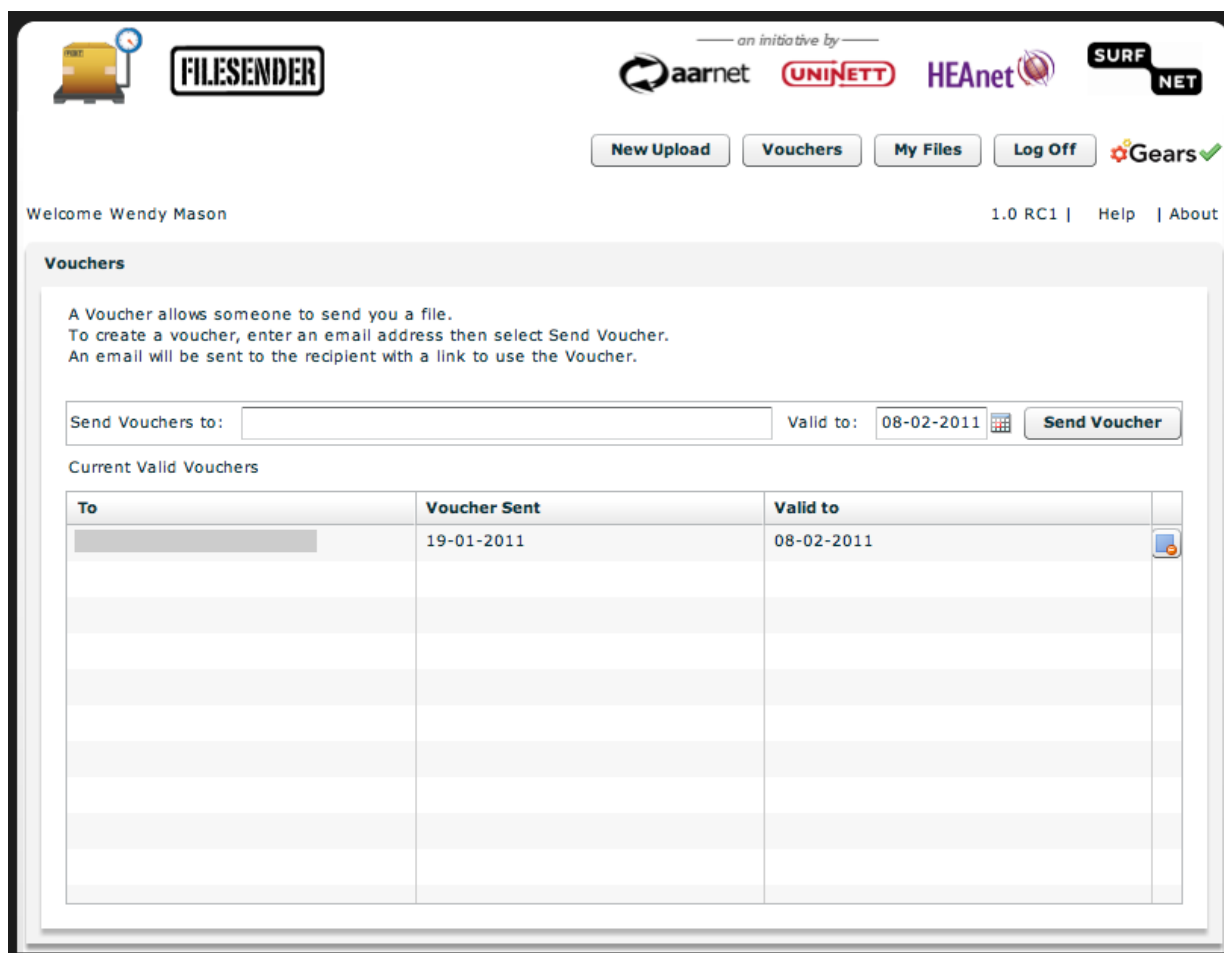 an initiative by
FILESENDER
aarnet UNINETT HEAnet SURF NET
New Upload Vouchers My Files Log Off Gears
Welcome Wendy Mason 1.0 RC1 | Help | About
Vouchers
A Voucher allows someone to send you a file.
To create a voucher, enter an email address then select Send Voucher.
An email will be sent to the recipient with a link to use the Voucher.
Send Vouchers to: Valid to: 08-02-2011 Send Voucher
Current Valid Vouchers
To Voucher Sent Valid to
19-01-2011 08-02-2011